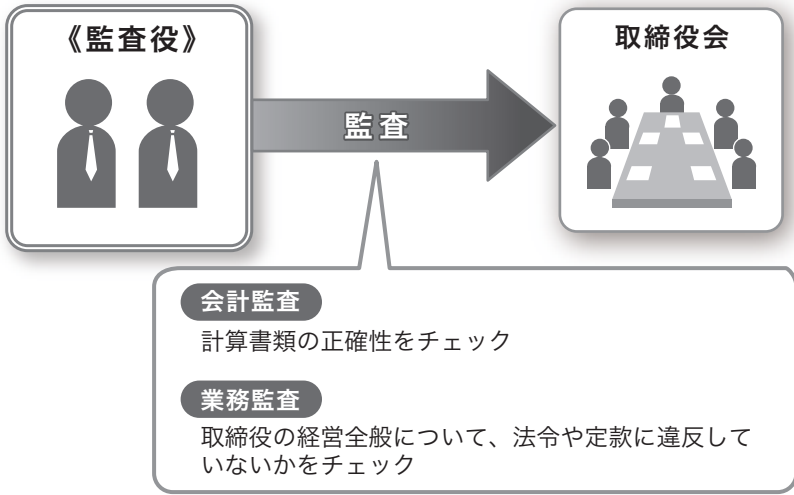 《監査役》
取締役会
監査
会計監査
計算書類の正確性をチェック
業務監査
取締役の経営全般について、法令や定款に違反して
いないかをチェック